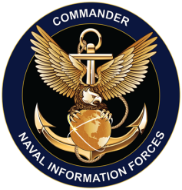 COMMANDER
NAVAL INFORMATION FORCES